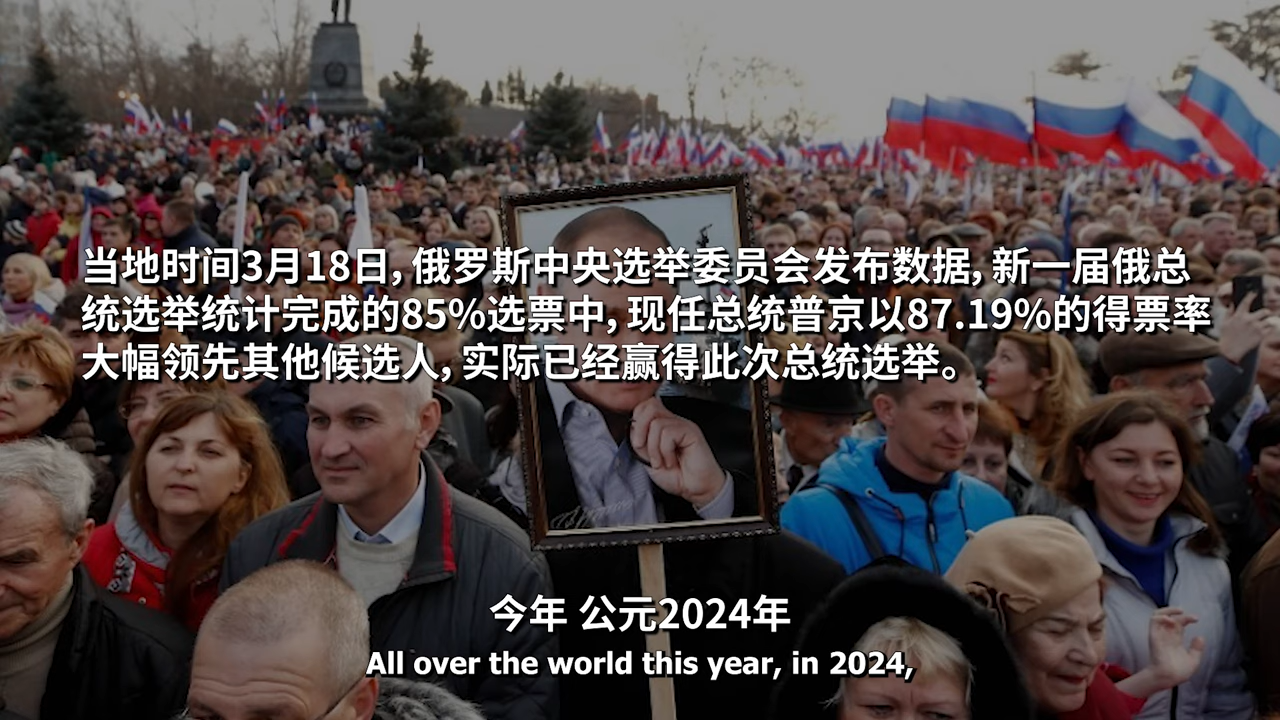 当地时间3月18日, 俄罗斯中央选举委员会发布数据, 新一届俄总
统选举统计完成的85%选票中, 现任总统普京以87.19%的得票率
大幅领先其他候选人, 实际已经赢得此次总统选举。
今年 公元2024年
All over the world this year, in 2024,